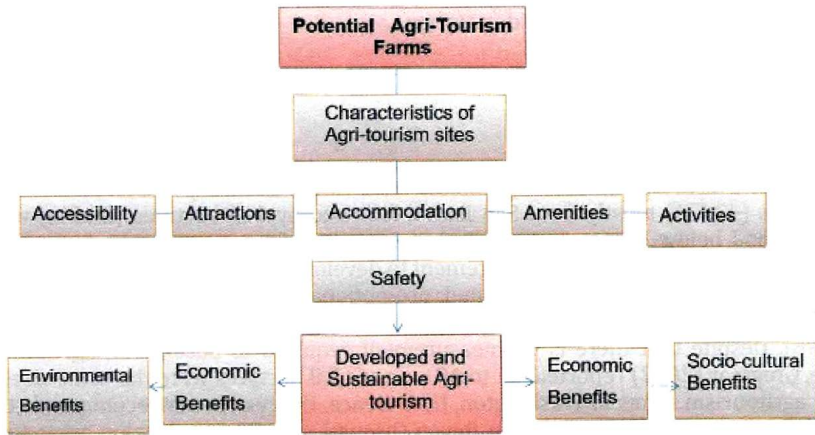 Potential Agri-Tourism
Farms
Characteristics of
Agri-tourism sites
Accessibility
Attractions
Accommodation
Amenities
Activities
Safety
Environmental
Benefits
Economic
Benefits
Developed and
Sustainable Agri-
tourism
Economic
Benefits
Socio-cultural
Benefits